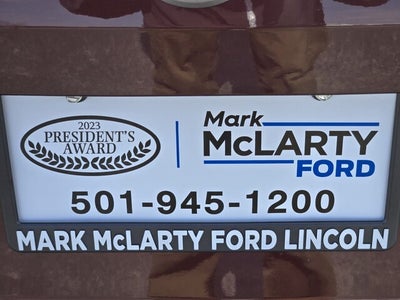 2023
PRESIDENT'S
AWARD
Mark
McLARTY
FORD
501-945-1200
MARK McLARTY FORD LINCOLN